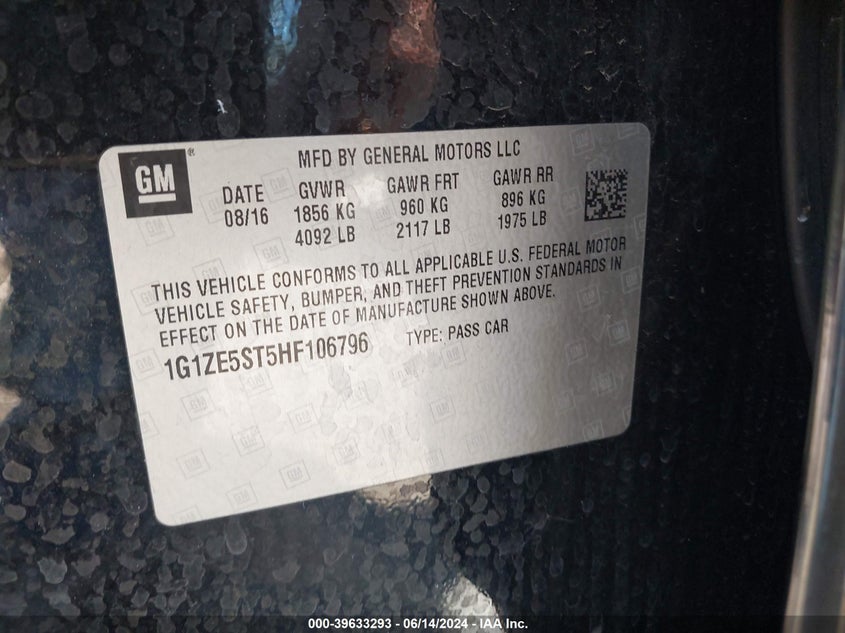 GM
MFD BY GENERAL MOTORS LLC
DATE GVWR GAWR FRT GAWR RR
08/16 1856 KG 960 KG 896 KG
4092 LB 2117 LB 1975 LB
THIS VEHICLE CONFORMS TO ALL APPLICABLE U.S. FEDERAL MOTOR
VEHICLE SAFETY, BUMPER, AND THEFT PREVENTION STANDARDS IN
EFFECT ON THE DATE OF MANUFACTURE SHOWN ABOVE.
1G1ZE5ST5HF106796 TYPE: PASS CAR
000-39633293 - 06/14/2024 - IAA Inc.